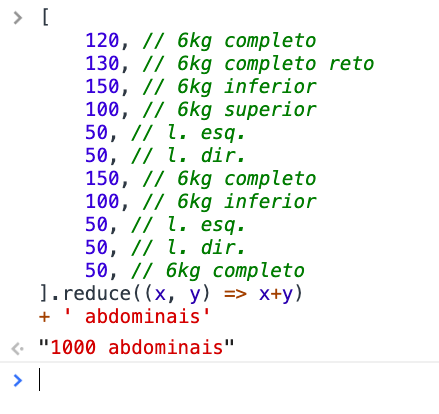 [
120, // 6kg completo
130, // 6kg completo reto
150, // 6kg inferior
100, // 6kg superior
50, // l. esq.
50, // l. dir.
150, // 6kg completo
100, // 6kg inferior
50, // l. esq.
50, // l. dir.
50, // 6kg completo
].reduce((x, y) => x+y)
+ ' abdominais'
"1000 abdominais"